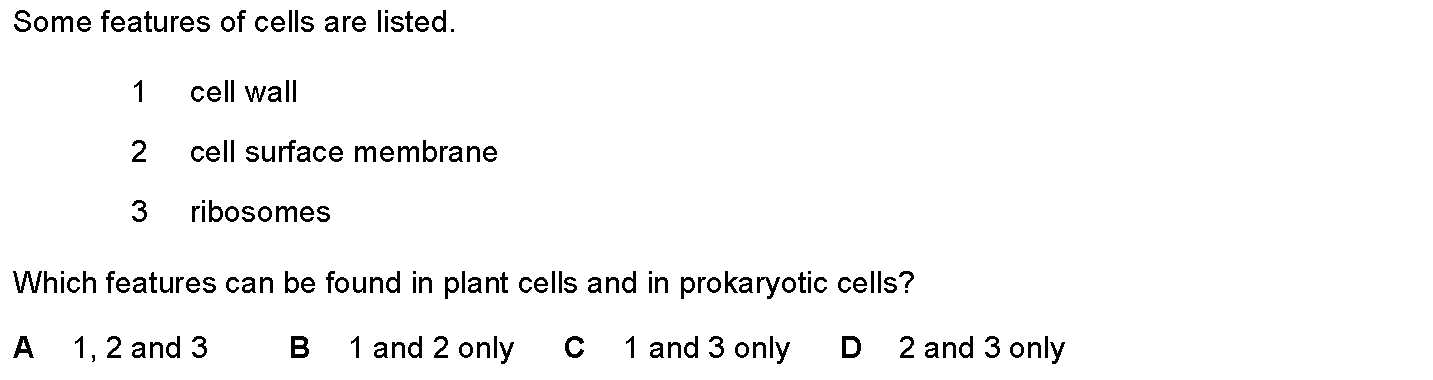 Some features of cells are listed.
1 cell wall
2 cell surface membrane
3 ribosomes
Which features can be found in plant cells and in prokaryotic cells?
A 1, 2 and 3 B 1 and 2 only C 1 and 3 only D 2 and 3 only